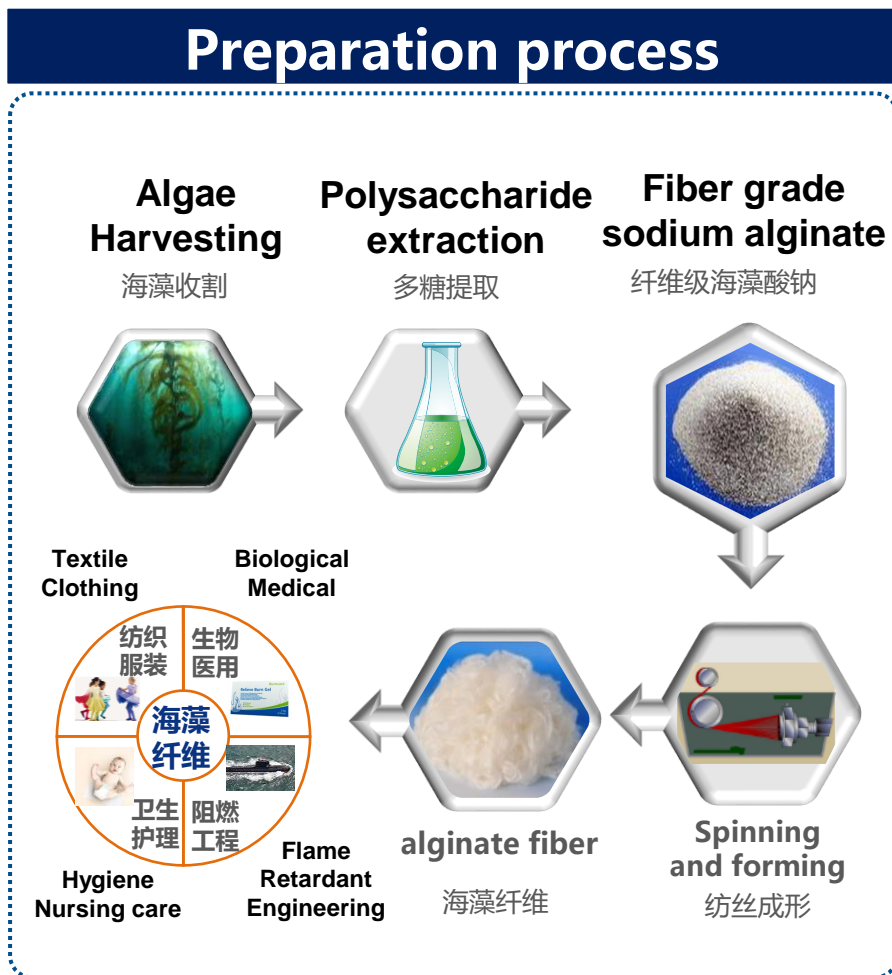 Preparation process
Algae
Harvesting
海藻收割
Polysaccharide
extraction
多糖提取
Fiber grade
sodium alginate
纤维级海藻酸钠
Textile
Clothing
Biological
Medical
纺织
服装
生物
医用
海藻
纤维
卫生
护理
阻燃
工程
Hygiene
Nursing care
Flame
Retardant
Engineering
alginate fiber
海藻纤维
Spinning
and forming
纺丝成形